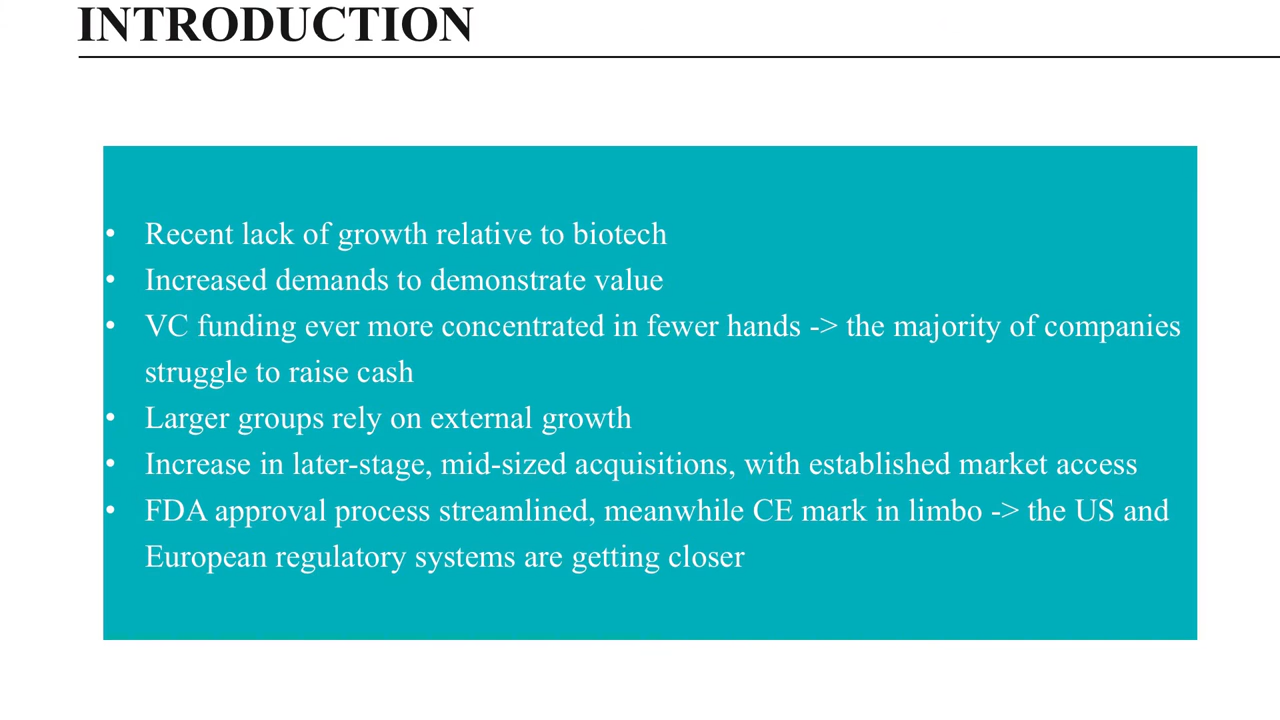 INTRODUCTION
• Recent lack of growth relative to biotech
• Increased demands to demonstrate value
• VC funding ever more concentrated in fewer hands -> the majority of companies
struggle to raise cash
• Larger groups rely on external growth
• Increase in later-stage, mid-sized acquisitions, with established market access
• FDA approval process streamlined, meanwhile CE mark in limbo -> the US and
European regulatory systems are getting closer